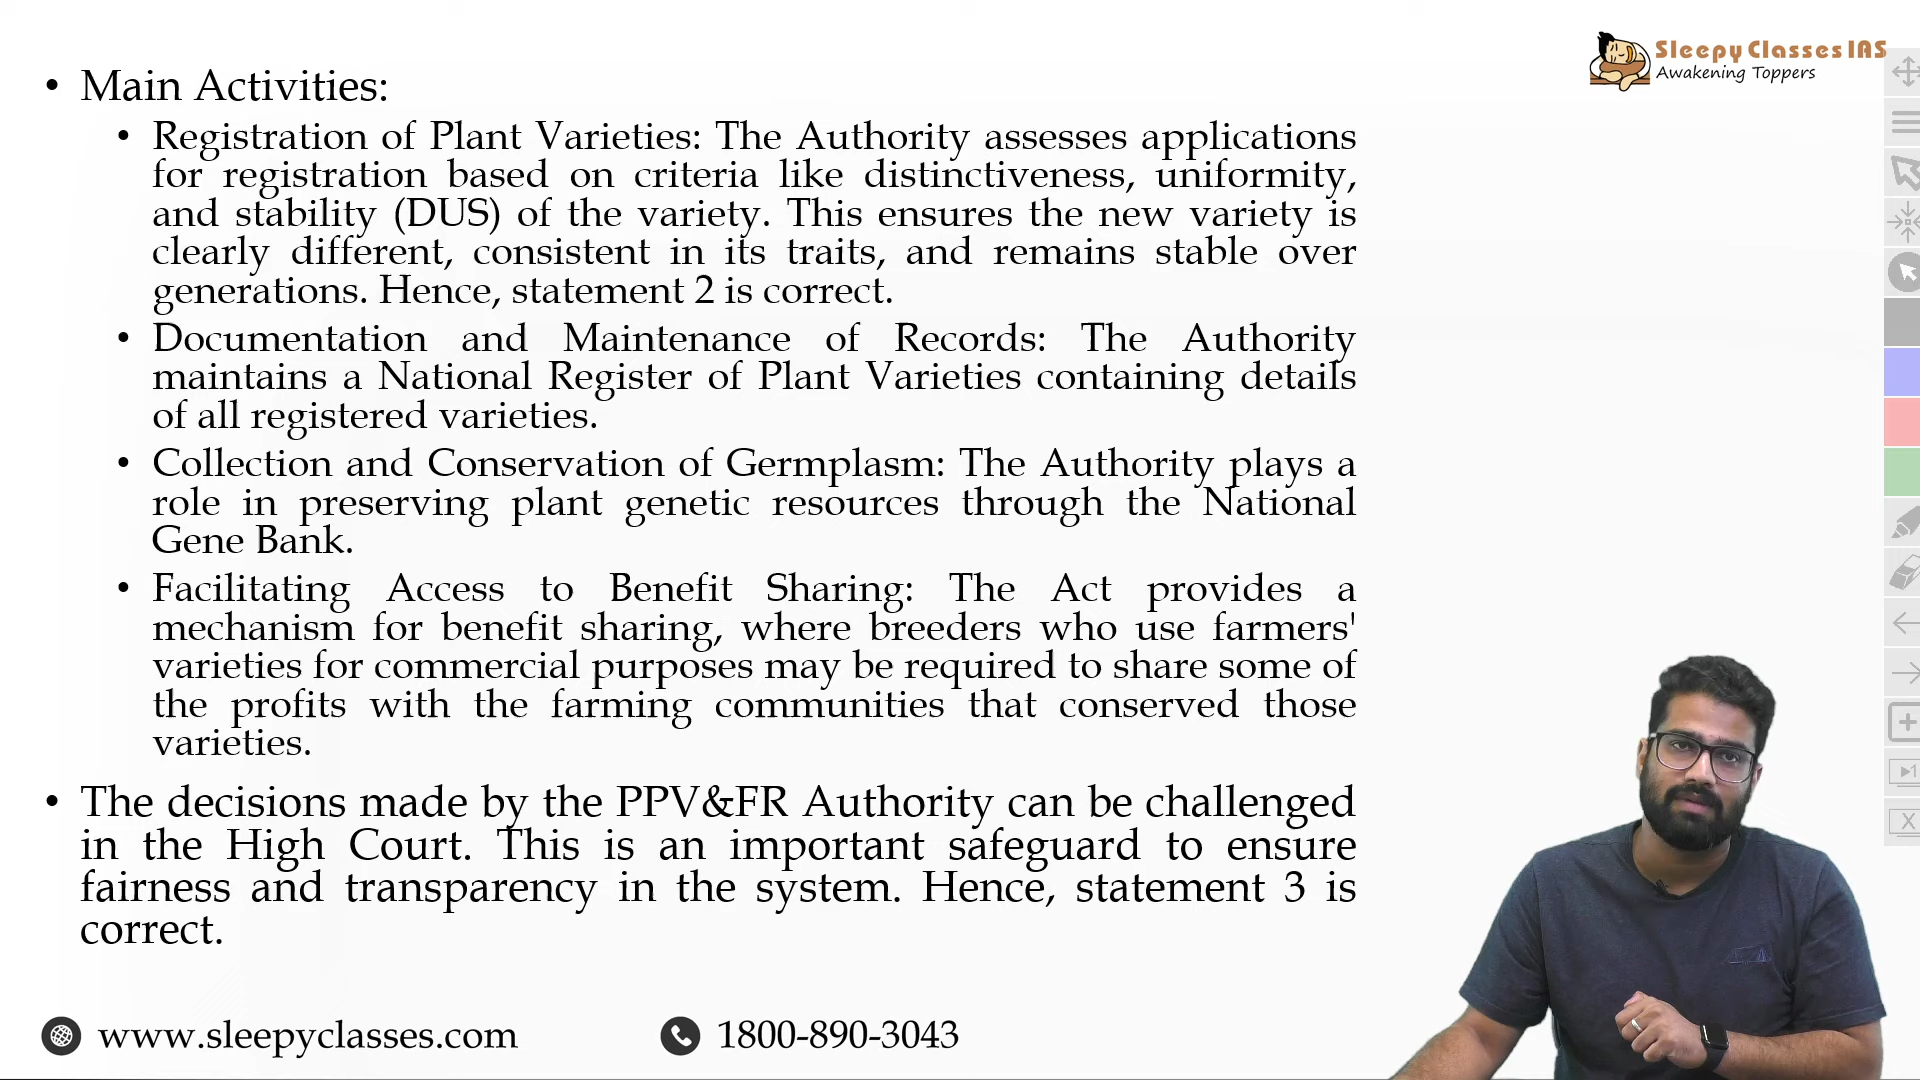 Sleepy Classes IAS
Awakening Toppers
• Main Activities:
• Registration of Plant Varieties: The Authority assesses applications
for registration based on criteria like distinctiveness, uniformity,
and stability (DUS) of the variety. This ensures the new variety is
clearly different, consistent in its traits, and remains stable over
generations. Hence, statement 2 is correct.
• Documentation and Maintenance of Records: The Authority
maintains a National Register of Plant Varieties containing details
of all registered varieties.
• Collection and Conservation of Germplasm: The Authority plays a
role in preserving plant genetic resources through the National
Gene Bank.
• Facilitating Access to Benefit Sharing: The Act provides a
mechanism for benefit sharing, where breeders who use farmers'
varieties for commercial purposes may be required to share some of
the profits with the farming communities that conserved those
varieties.
• The decisions made by the PPV&FR Authority can be challenged
in the High Court. This is an important safeguard to ensure
fairness and transparency in the system. Hence, statement 3 is
correct.
www.sleepyclasses.com
1800-890-3043